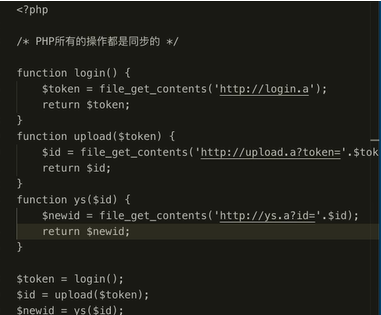 <?php
/* PHP所有的操作都是同步的 */
function login() {
$token = file_get_contents('http://login.a');
return $token;
}
function upload($token) {
$id = file_get_contents('http://upload.a?token='.$tok
return $id;
}
function ys($id) {
$newid = file_get_contents('http://ys.a?id='.$id);
return $newid;
}
$token = login();
$id = upload($token);
$newid = ys($id);